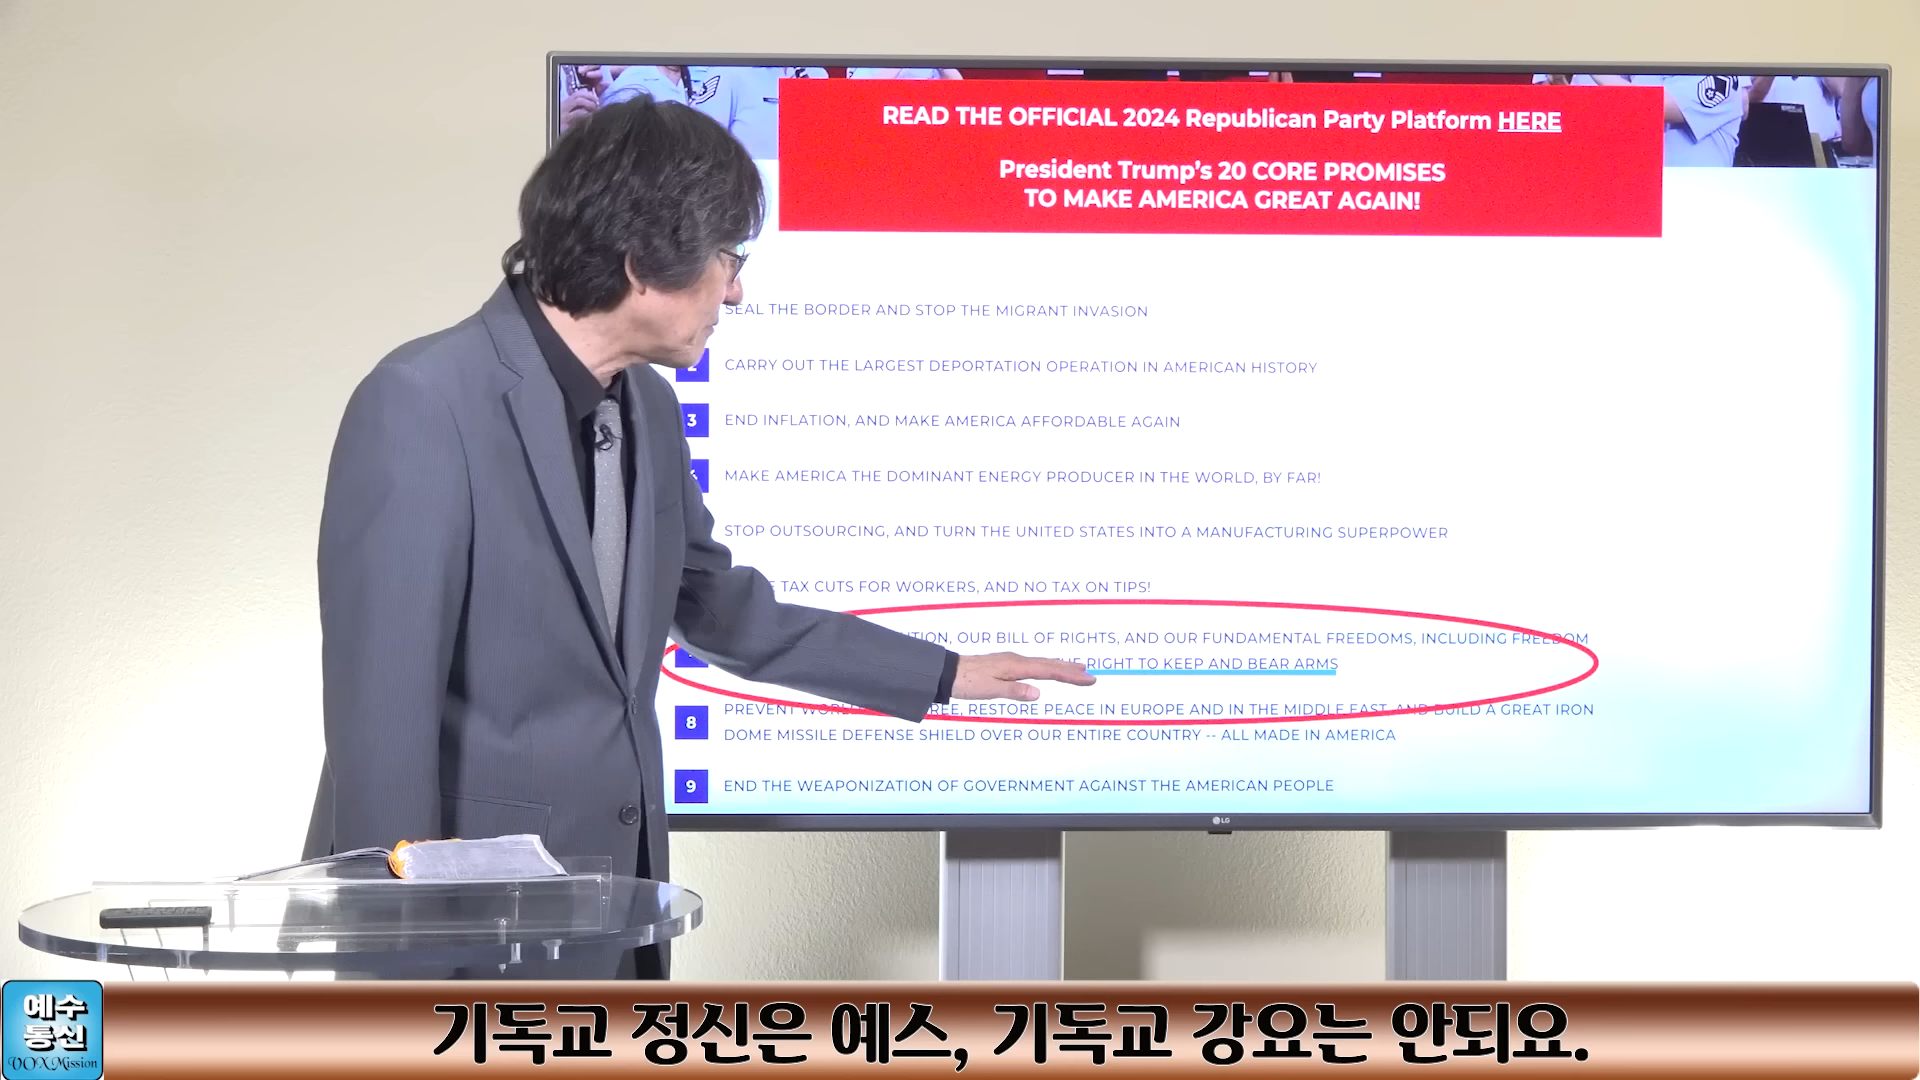 READ THE OFFICIAL 2024 Republican Party Platform HERE
President Trump's 20 CORE PROMISES
TO MAKE AMERICA GREAT AGAIN!
SEAL THE BORDER AND STOP THE MIGRANT INVASION
2 CARRY OUT THE LARGEST DEPORTATION OPERATION IN AMERICAN HISTORY
3 END INFLATION, AND MAKE AMERICA AFFORDABLE AGAIN
4 MAKE AMERICA THE DOMINANT ENERGY PRODUCER IN THE WORLD, BY FAR!
STOP OUTSOURCING, AND TURN THE UNITED STATES INTO A MANUFACTURING SUPERPOWER
TAX CUTS FOR WORKERS, AND NO TAX ON TIPS!
OUR BILL OF RIGHTS, AND OUR FUNDAMENTAL FREEDOMS, INCLUDING FREEDOM
THE RIGHT TO KEEP AND BEAR ARMS
8 PREVENT WORLD THREE, RESTORE PEACE IN EUROPE AND IN THE MIDDLE EAST, AND BUILD A GREAT IRON
DOME MISSILE DEFENSE SHIELD OVER OUR ENTIRE COUNTRY -- ALL MADE IN AMERICA
9 END THE WEAPONIZATION OF GOVERNMENT AGAINST THE AMERICAN PEOPLE
LG
예수
통신
VOX Mission
기독교 정신은 예스, 기독교 강요는 안되요.